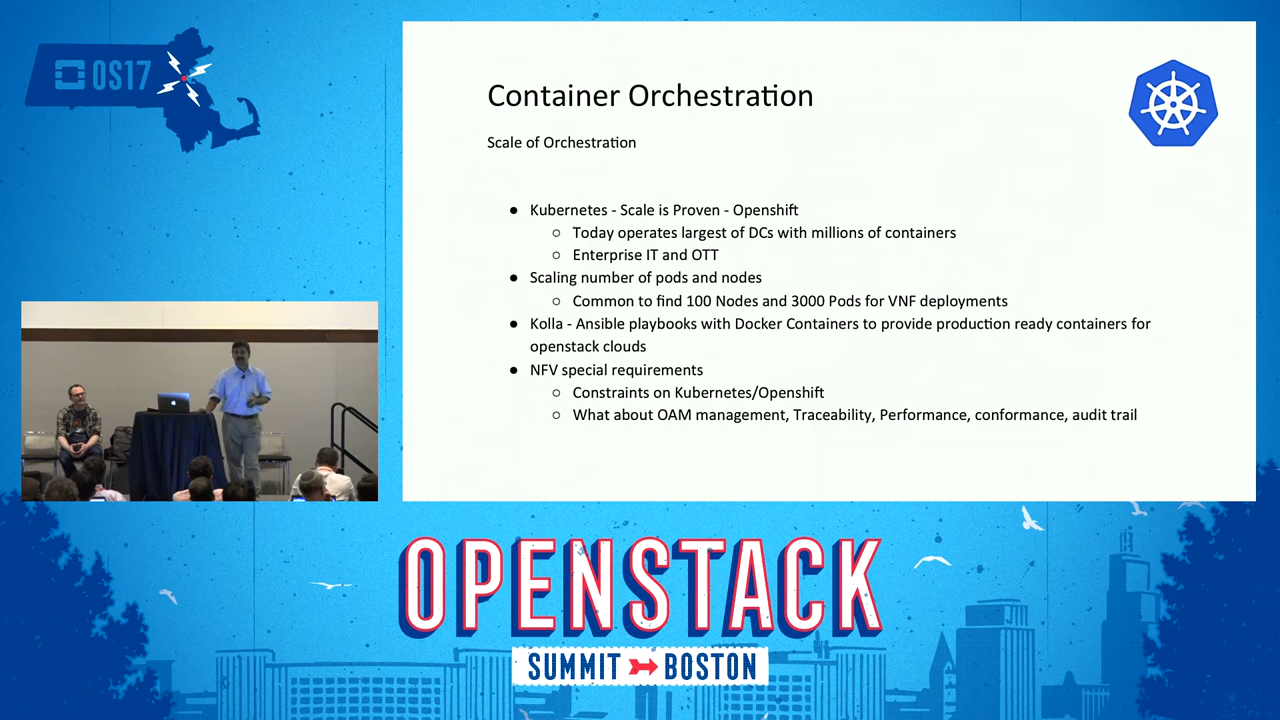 OS17
Container Orchestration
Scale of Orchestration
● Kubernetes - Scale is Proven - Openshift
○ Today operates largest of DCs with millions of containers
○ Enterprise IT and OTT
● Scaling number of pods and nodes
○ Common to find 100 Nodes and 3000 Pods for VNF deployments
● Kolla - Ansible playbooks with Docker Containers to provide production ready containers for
openstack clouds
● NFV special requirements
○ Constraints on Kubernetes/Openshift
○ What about OAM management, Traceability, Performance, conformance, audit trail
OPENSTACK
SUMMIT BOSTON